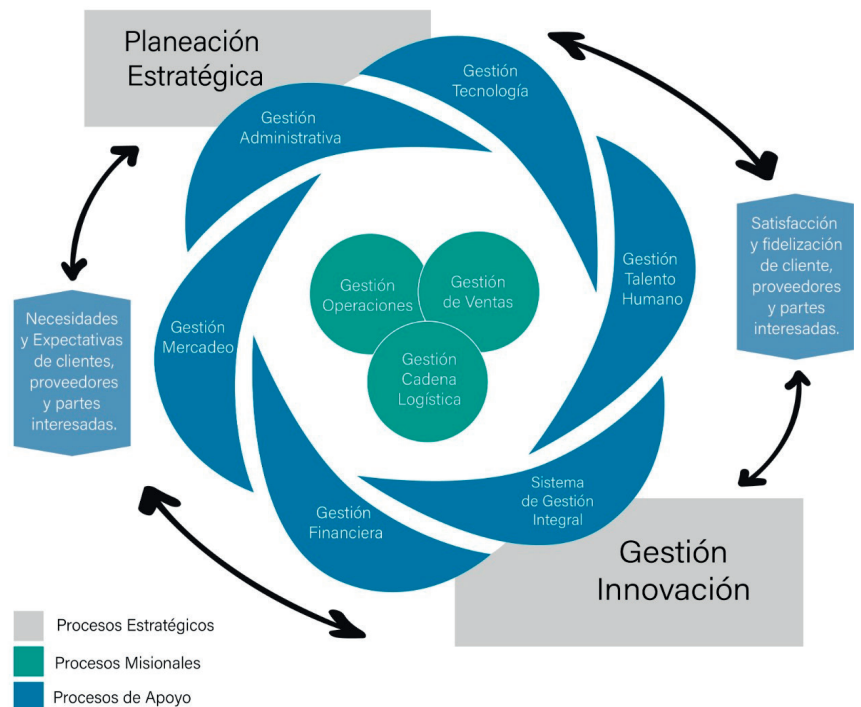 Planeación
Estratégica
Gestión
Tecnología
Gestión
Administrativa
Gestión
Talento
Humano
Satisfacción
y fidelización
de cliente,
proveedores
y partes
interesadas.
Gestión
Operaciones
Gestión
de Ventas
Gestión
Cadena
Logística
Gestión
Mercadeo
Necesidades
y Expectativas
de clientes,
proveedores
y partes
interesadas.
Sistema
de Gestión
Integral
Gestión
Financiera
Gestión
Innovación
Procesos Estratégicos
Procesos Misionales
Procesos de Apoyo